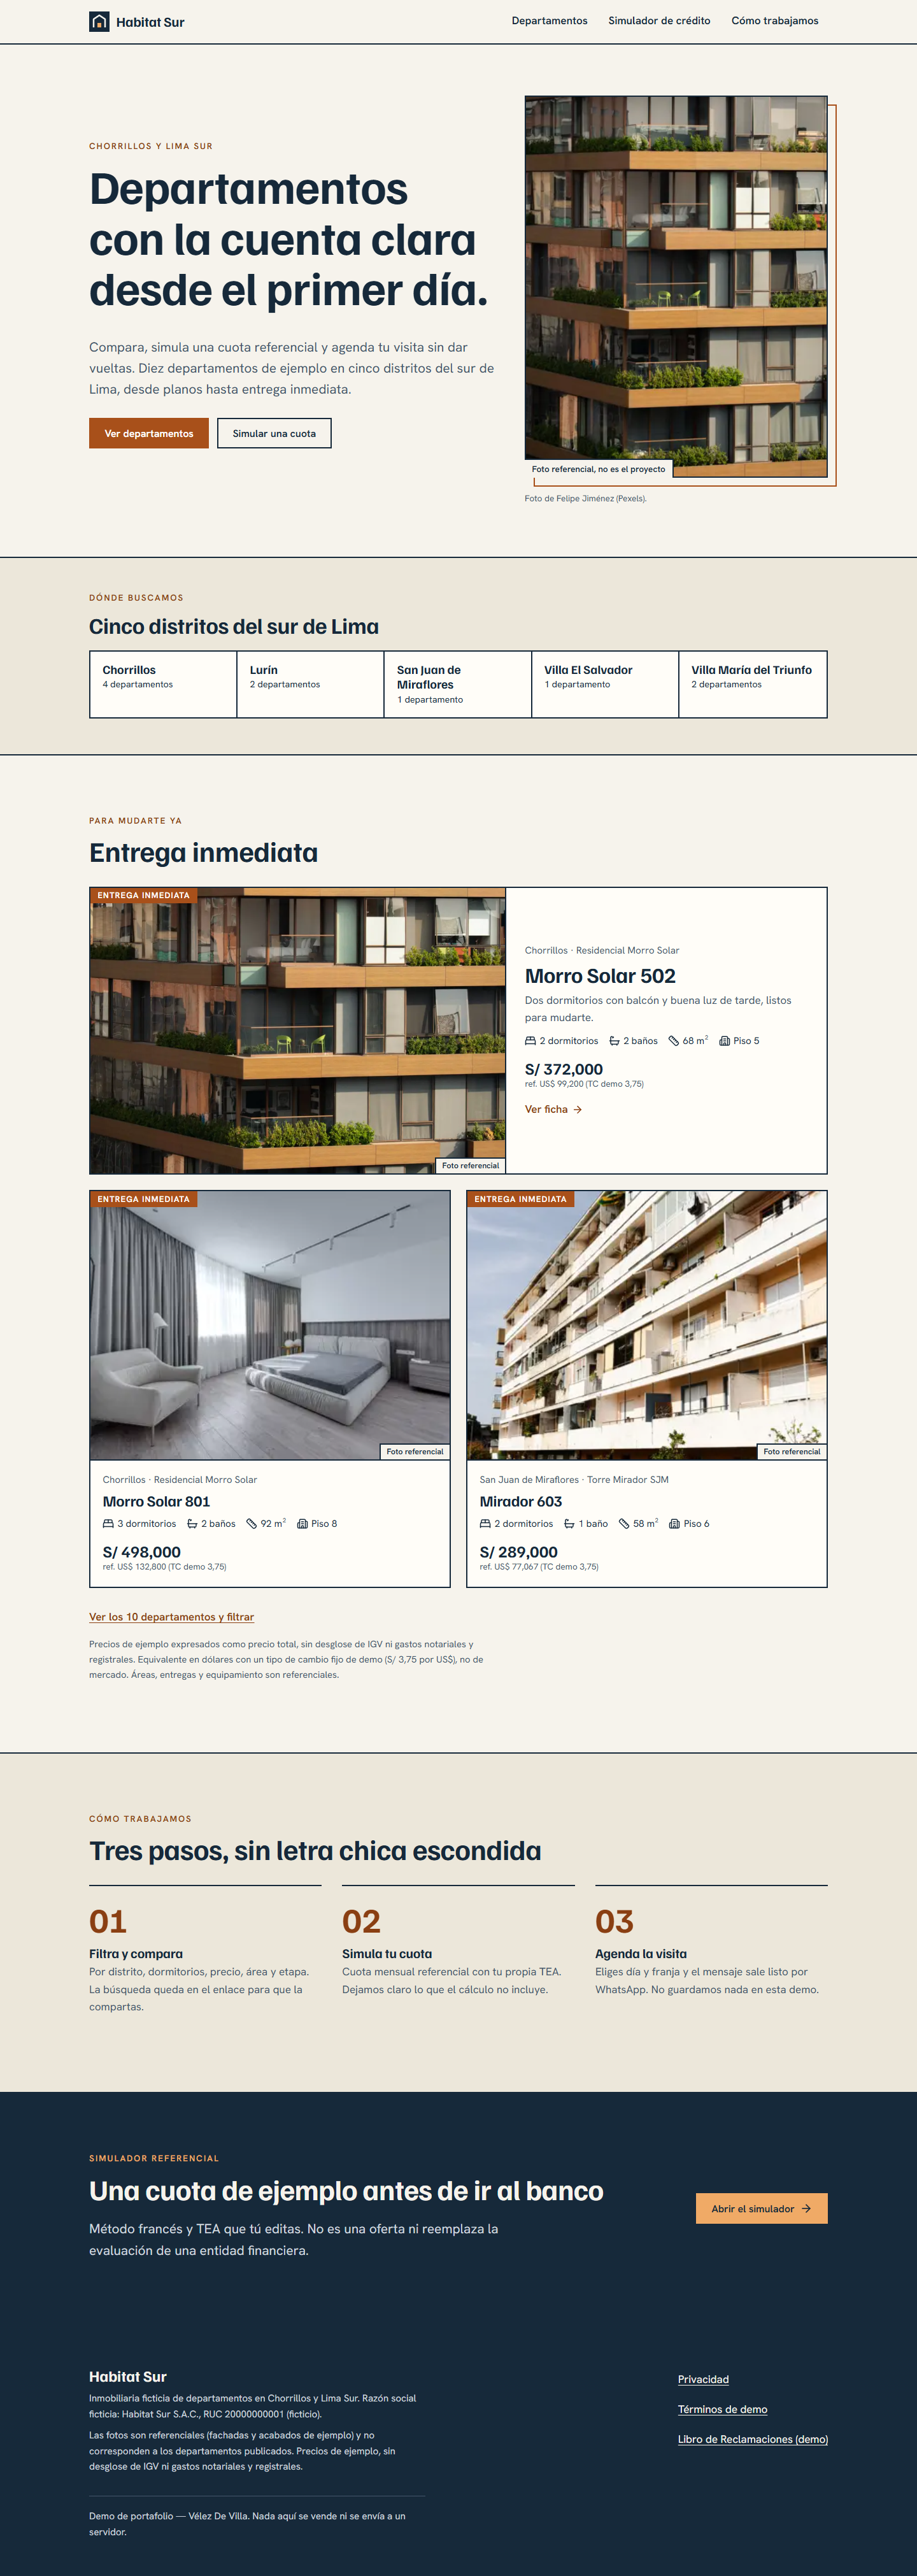 Habitat Sur
Departamentos
Simulador de crédito
Cómo trabajamos
CHORRILLOS Y LIMA SUR
Departamentos
con la cuenta clara
desde el primer día.
Compara, simula una cuota referencial y agenda tu visita sin dar
vueltas. Diez departamentos de ejemplo en cinco distritos del sur de
Lima, desde planos hasta entrega inmediata.
Ver departamentos
Simular una cuota
Foto referencial, no es el proyecto
Foto de Felipe Jiménez (Pexels).
DÓNDE BUSCAMOS
Cinco distritos del sur de Lima
Chorrillos
4 departamentos
Lurín
2 departamentos
San Juan de
Miraflores
1 departamento
Villa El Salvador
1 departamento
Villa María del Triunfo
2 departamentos
PARA MUDARTE YA
Entrega inmediata
ENTREGA INMEDIATA
Foto referencial
Chorrillos · Residencial Morro Solar
Morro Solar 502
Dos dormitorios con balcón y buena luz de tarde, listos
para mudarte.
2 dormitorios 2 baños 68 m² Piso 5
S/ 372,000
ref. US$ 99,200 (TC demo 3,75)
Ver ficha →
ENTREGA INMEDIATA
Foto referencial
Chorrillos · Residencial Morro Solar
Morro Solar 801
3 dormitorios 2 baños 92 m² Piso 8
S/ 498,000
ref. US$ 132,800 (TC demo 3,75)
ENTREGA INMEDIATA
Foto referencial
San Juan de Miraflores · Torre Mirador SJM
Mirador 603
2 dormitorios 1 baño 58 m² Piso 6
S/ 289,000
ref. US$ 77,067 (TC demo 3,75)
Ver los 10 departamentos y filtrar
Precios de ejemplo expresados como precio total, sin desglose de IGV ni gastos notariales y
registrales. Equivalente en dólares con un tipo de cambio fijo de demo (S/ 3,75 por US$), no de
mercado. Áreas, entregas y equipamiento son referenciales.
CÓMO TRABAJAMOS
Tres pasos, sin letra chica escondida
01
Filtra y compara
Por distrito, dormitorios, precio, área y etapa.
La búsqueda queda en el enlace para que la
compartas.
02
Simula tu cuota
Cuota mensual referencial con tu propia TEA.
Dejamos claro lo que el cálculo no incluye.
03
Agenda la visita
Eliges día y franja y el mensaje sale listo por
WhatsApp. No guardamos nada en esta demo.
SIMULADOR REFERENCIAL
Una cuota de ejemplo antes de ir al banco
Método francés y TEA que tú editas. No es una oferta ni reemplaza la
evaluación de una entidad financiera.
Abrir el simulador →
Habitat Sur
Inmobiliaria ficticia de departamentos en Chorrillos y Lima Sur. Razón social
ficticia: Habitat Sur S.A.C., RUC 20000000001 (ficticio).
Las fotos son referenciales (fachadas y acabados de ejemplo) y no
corresponden a los departamentos publicados. Precios de ejemplo, sin
desglose de IGV ni gastos notariales y registrales.
Demo de portafolio — Vélez De Villa. Nada aquí se vende ni se envía a un
servidor.
Privacidad
Términos de demo
Libro de Reclamaciones (demo)